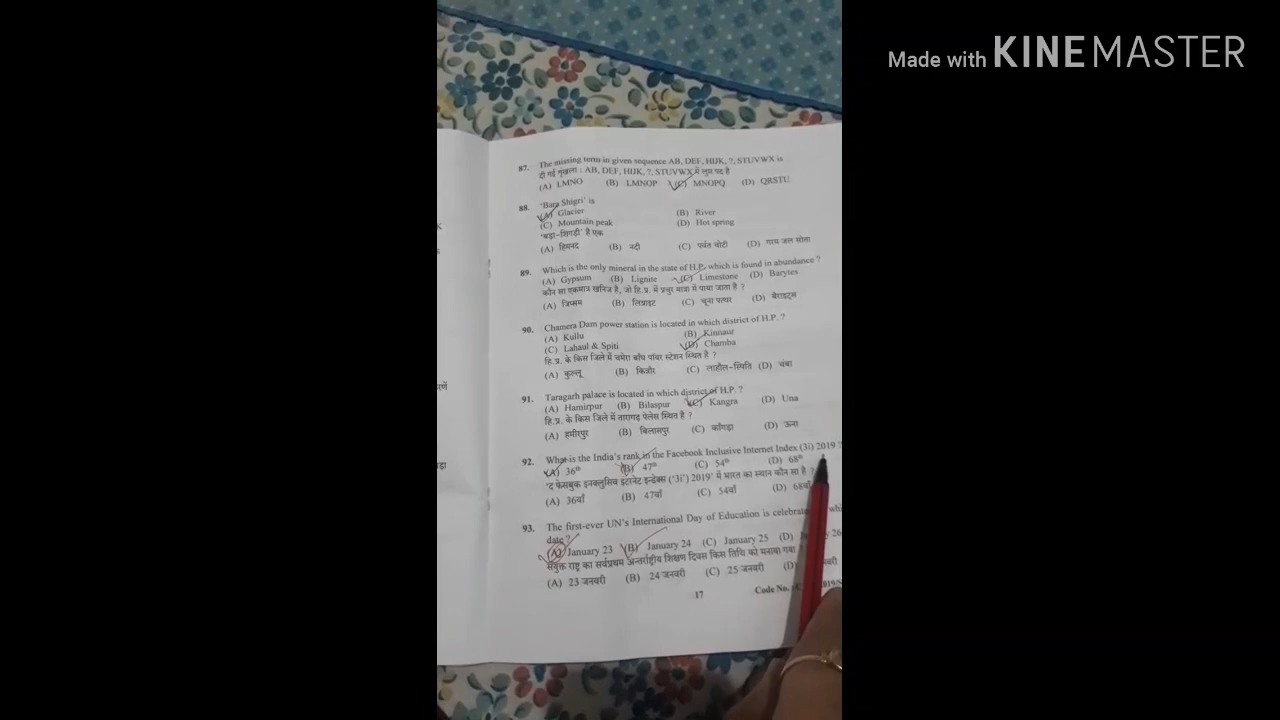 Made with KINEMASTER
87. The missing term in given sequence AB, DEF, HIJK, ?, STUVWX is
दी गई शृंखला : AB, DEF, HIJK, ?, STUVWX में लुप्त पद है
(A) LMNO (B) LMNOP (C) MNOPQ (D) QRSTU
88. 'Bara Shigri' is
(A) Glacier (B) River
(C) Mountain peak (D) Hot spring
'बड़ा-शिगड़ी' है एक
(A) हिमनद (B) नदी (C) पर्वत चोटी (D) गरम जल स्रोत
89. Which is the only mineral in the state of H.P. which is found in abundance ?
(A) Gypsum (B) Lignite (C) Limestone (D) Barytes
कौन सा एकमात्र खनिज है, जो हि.प्र. में प्रचुर मात्रा में पाया जाता है ?
(A) जिप्सम (B) लिग्नाइट (C) चूना पत्थर (D) बैराइट्स
90. Chamera Dam power station is located in which district of H.P. ?
(A) Kullu (B) Kinnaur
(C) Lahaul & Spiti (D) Chamba
हि.प्र. के किस जिले में चमेरा बाँध पॉवर स्टेशन स्थित है ?
(A) कुल्लू (B) किन्नौर (C) लाहौल-स्पिति (D) चंबा
91. Taragarh palace is located in which district of H.P. ?
(A) Hamirpur (B) Bilaspur (C) Kangra (D) Una
हि.प्र. के किस जिले में तारागढ़ पेलेस स्थित है ?
(A) हमीरपुर (B) बिलासपुर (C) काँगड़ा (D) ऊना
92. What is the India's rank in the Facebook Inclusive Internet Index (3i) 2019 ?
(A) 36th (B) 47th (C) 54th (D) 68th
'द फेसबुक इनक्लुसिव इंटरनेट इन्डेक्स ('3i') 2019' में भारत का स्थान कौन सा है ?
(A) 36वाँ (B) 47वाँ (C) 54वाँ (D) 68वाँ
93. The first-ever UN's International Day of Education is celebrate
date ?
(A) January 23 (B) January 24 (C) January 25 (D)
संयुक्त राष्ट्र का सर्वप्रथम अन्तर्राष्ट्रीय शिक्षण दिवस किस तिथि को मनाया गया
(A) 23 जनवरी (B) 24 जनवरी (C) 25 जनवरी (D)
17 Code No. :